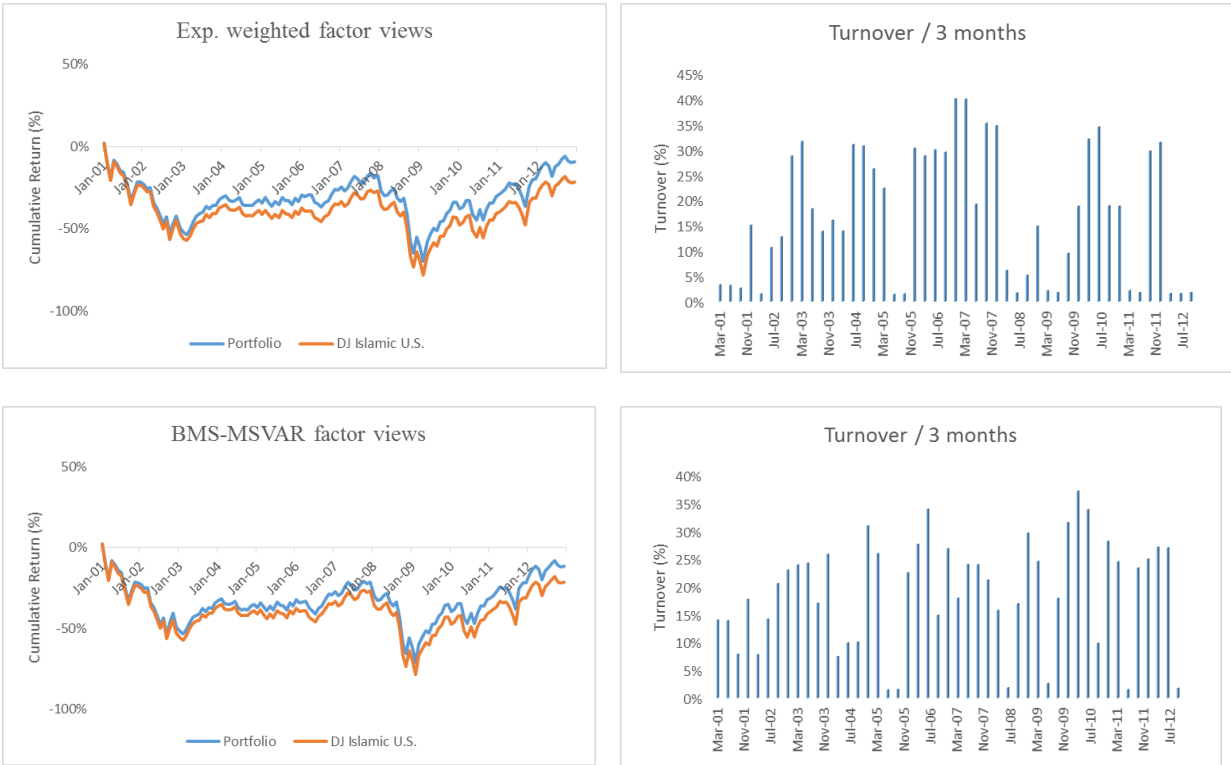 Exp. weighted factor views
50%
0%
-50%
-100%
Cumulative Return (%)
Jan-01
Jan-02
Jan-03
Jan-04
Jan-05
Jan-06
Jan-07
Jan-08
Jan-09
Jan-10
Jan-11
Jan-12
Portfolio DJ Islamic U.S.
Turnover / 3 months
45%
40%
35%
30%
25%
20%
15%
10%
5%
0%
Turnover (%)
Mar-01
Nov-01
Jul-02
Mar-03
Nov-03
Jul-04
Mar-05
Nov-05
Jul-06
Mar-07
Nov-07
Jul-08
Mar-09
Nov-09
Jul-10
Mar-11
Nov-11
Jul-12
BMS-MSVAR factor views
50%
0%
-50%
-100%
Cumulative Return (%)
Jan-01
Jan-02
Jan-03
Jan-04
Jan-05
Jan-06
Jan-07
Jan-08
Jan-09
Jan-10
Jan-11
Jan-12
Portfolio DJ Islamic U.S.
Turnover / 3 months
40%
35%
30%
25%
20%
15%
10%
5%
0%
Turnover (%)
Mar-01
Nov-01
Jul-02
Mar-03
Nov-03
Jul-04
Mar-05
Nov-05
Jul-06
Mar-07
Nov-07
Jul-08
Mar-09
Nov-09
Jul-10
Mar-11
Nov-11
Jul-12